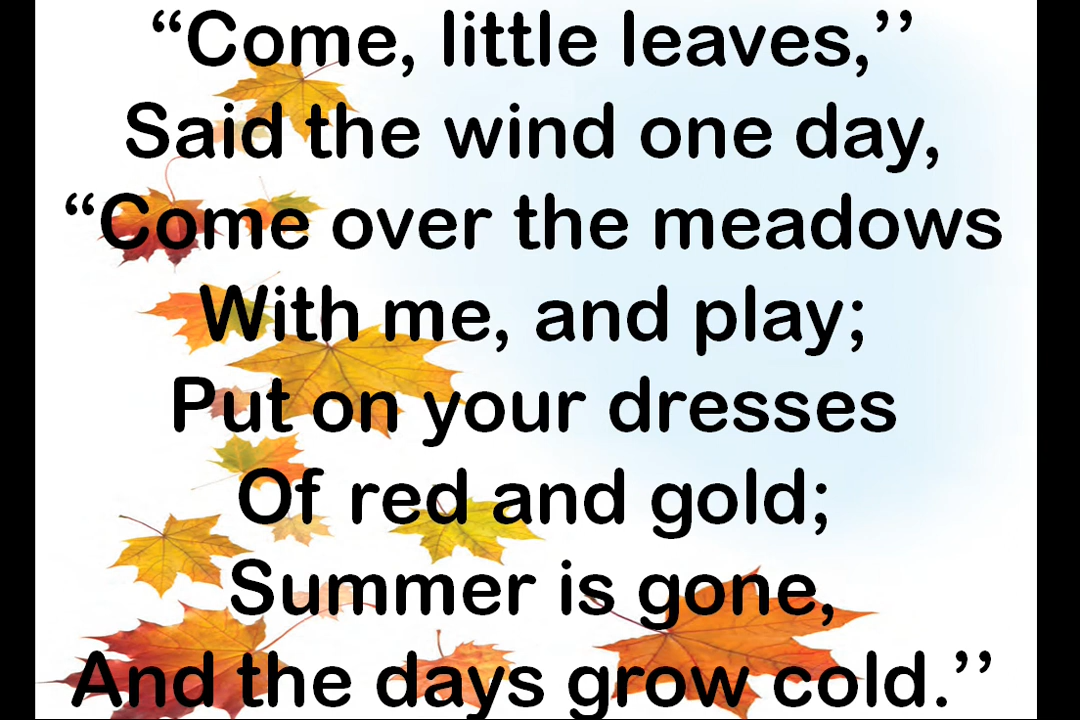 “Come, little leaves,’’
Said the wind one day,
“Come over the meadows
With me, and play;
Put on your dresses
Of red and gold;
Summer is gone,
And the days grow cold.’’